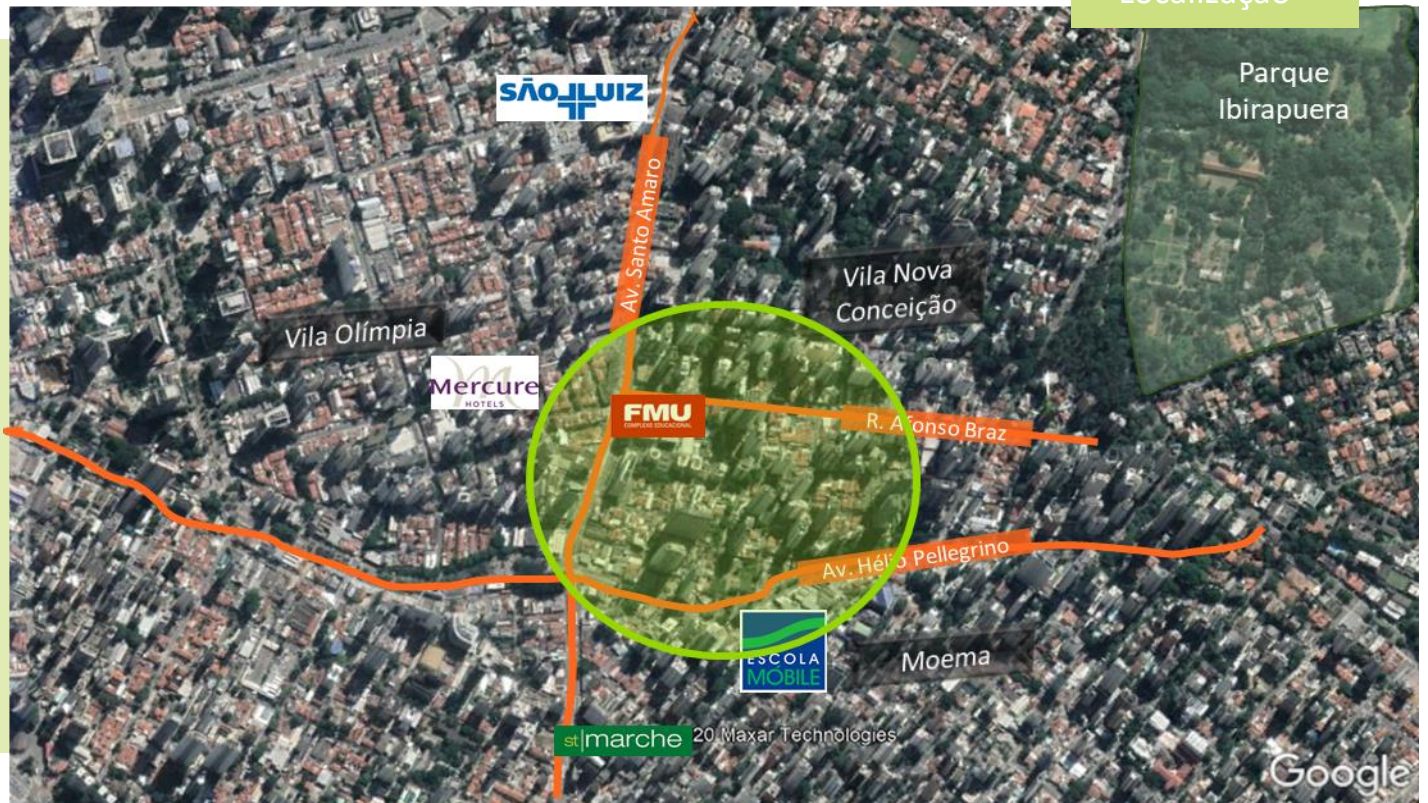 Localização
Parque
Ibirapuera
SÃO LUIZ
Av. Santo Amaro
Vila Nova
Conceição
Vila Olímpia
Mercure
HOTELS
FMU
COMPLEXO EDUCACIONAL
R. Afonso Braz
Av. Hélio Pellegrino
ESCOLA
MÓBILE
Moema
st|marche
20 Maxar Technologies
Google